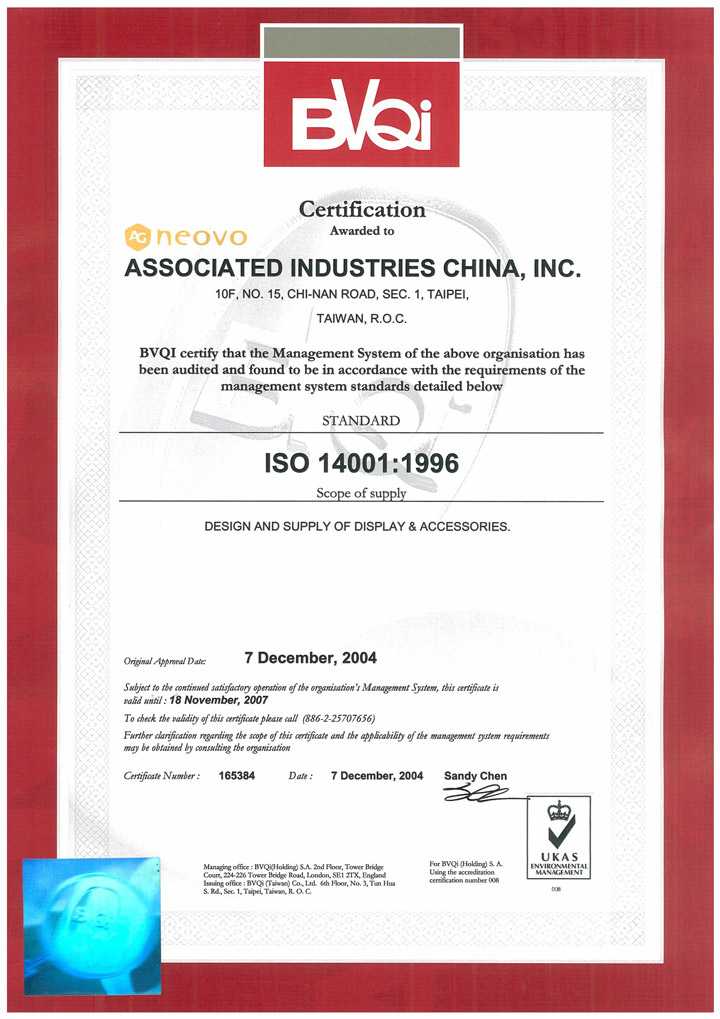 BVQi
Certification
Awarded to
AG neovo
ASSOCIATED INDUSTRIES CHINA, INC.
10F, NO. 15, CHI-NAN ROAD, SEC. 1, TAIPEI,
TAIWAN, R.O.C.
BVQI certify that the Management System of the above organisation has
been audited and found to be in accordance with the requirements of the
management system standards detailed below
STANDARD
ISO 14001:1996
Scope of supply
DESIGN AND SUPPLY OF DISPLAY & ACCESSORIES.
Original Approval Date: 7 December, 2004
Subject to the continued satisfactory operation of the organisation's Management System, this certificate is
valid until : 18 November, 2007
To check the validity of this certificate please call (886-2-25707656)
Further clarification regarding the scope of this certificate and the applicability of the management system requirements
may be obtained by consulting the organisation
Certificate Number : 165384 Date : 7 December, 2004 Sandy Chen
Managing office : BVQi(Holding) S.A. 2nd Floor, Tower Bridge
Court, 224-226 Tower Bridge Road, London, SE1 2TX, England
Issuing office : BVQi (Taiwan) Co., Ltd. 6th Floor, No. 3, Tun Hua
S. Rd., Sec. 1, Taipei, Taiwan, R. O. C.
For BVQi (Holding) S. A.
Using the accreditation
certification number 008
UKAS
ENVIRONMENTAL
MANAGEMENT
008
BVQi